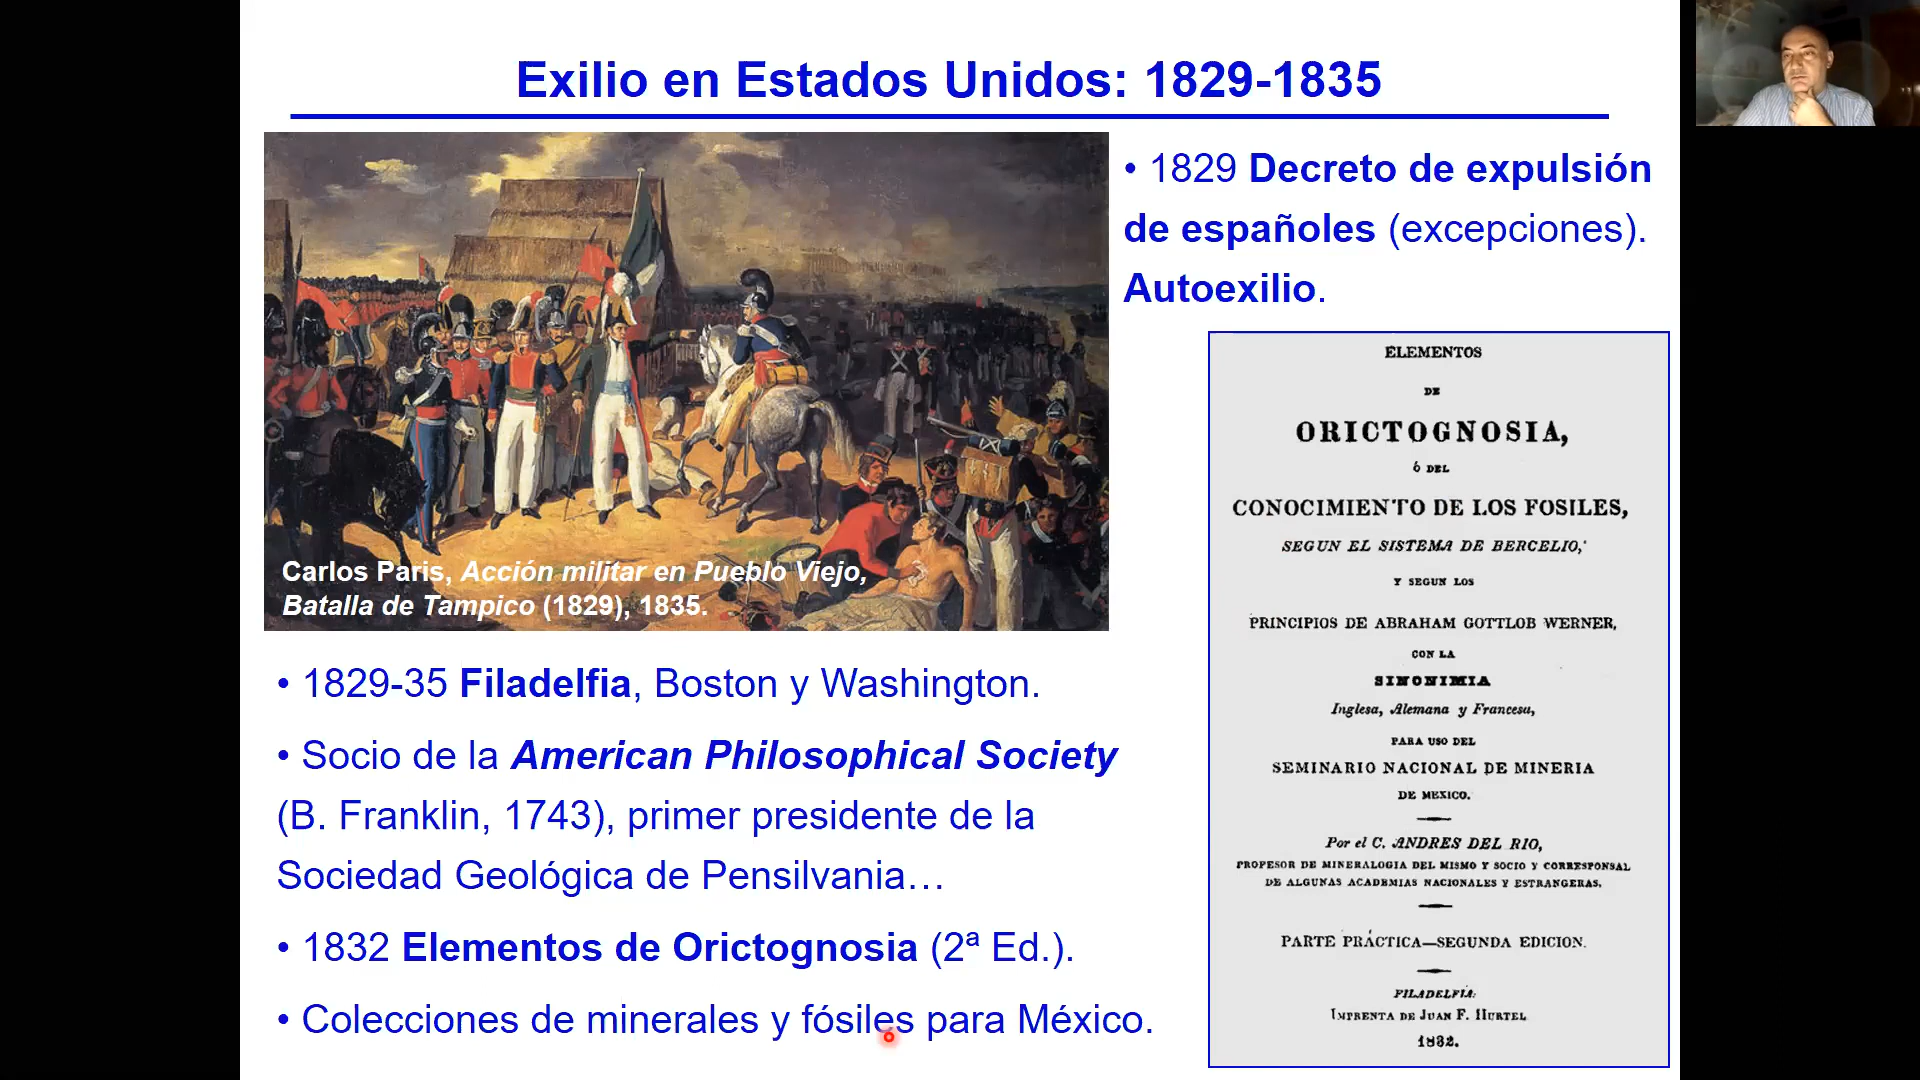 Exilio en Estados Unidos: 1829-1835
• 1829 Decreto de expulsión
de españoles (excepciones).
Autoexilio.
Carlos Paris, Acción militar en Pueblo Viejo,
Batalla de Tampico (1829), 1835.
• 1829-35 Filadelfia, Boston y Washington.
• Socio de la American Philosophical Society
(B. Franklin, 1743), primer presidente de la
Sociedad Geológica de Pensilvania…
• 1832 Elementos de Orictognosia (2ª Ed.).
• Colecciones de minerales y fósiles para México.
ELEMENTOS
DE
ORICTOGNOSIA,
ó DEL
CONOCIMIENTO DE LOS FOSILES,
SEGUN EL SISTEMA DE BERCELIO,
Y SEGUN LOS
PRINCIPIOS DE ABRAHAM GOTTLOB WERNER,
CON LA
SINONIMIA
Inglesa, Alemana y Francesa,
PARA USO DEL
SEMINARIO NACIONAL DE MINERIA
DE MEXICO.
Por el C. ANDRES DEL RIO,
PROFESOR DE MINERALOGIA DEL MISMO Y SOCIO Y CORRESPONSAL
DE ALGUNAS ACADEMIAS NACIONALES Y ESTRANGERAS.
PARTE PRÁCTICA—SEGUNDA EDICION.
FILADELFIA:
IMPRENTA DE JUAN F. HURTEL
1832.